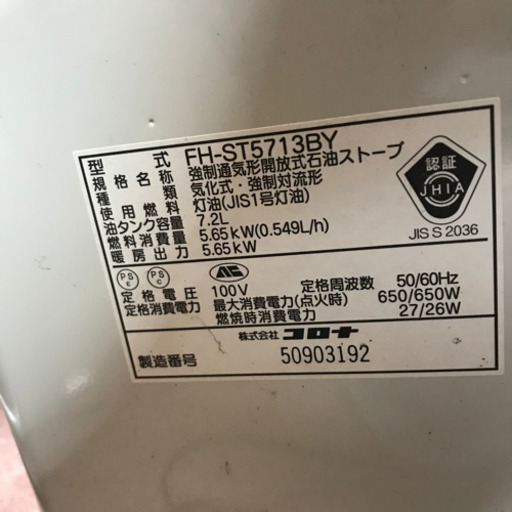 型式 FH-ST5713BY
規格名称 強制通気形開放式石油ストーブ
種類 気化式・強制対流形
使用燃料 灯油(JIS1号灯油)
油タンク容量 7.2L
燃料消費量 5.65kW(0.549L/h)
暖房出力 5.65kW
認証
JHIA
JIS S 2036
PS E PS C
定格電圧 100V 定格周波数 50/60Hz
定格消費電力 最大消費電力(点火時) 650/650W
燃焼時消費電力 27/26W
株式会社 コロナ
製造番号 50903192